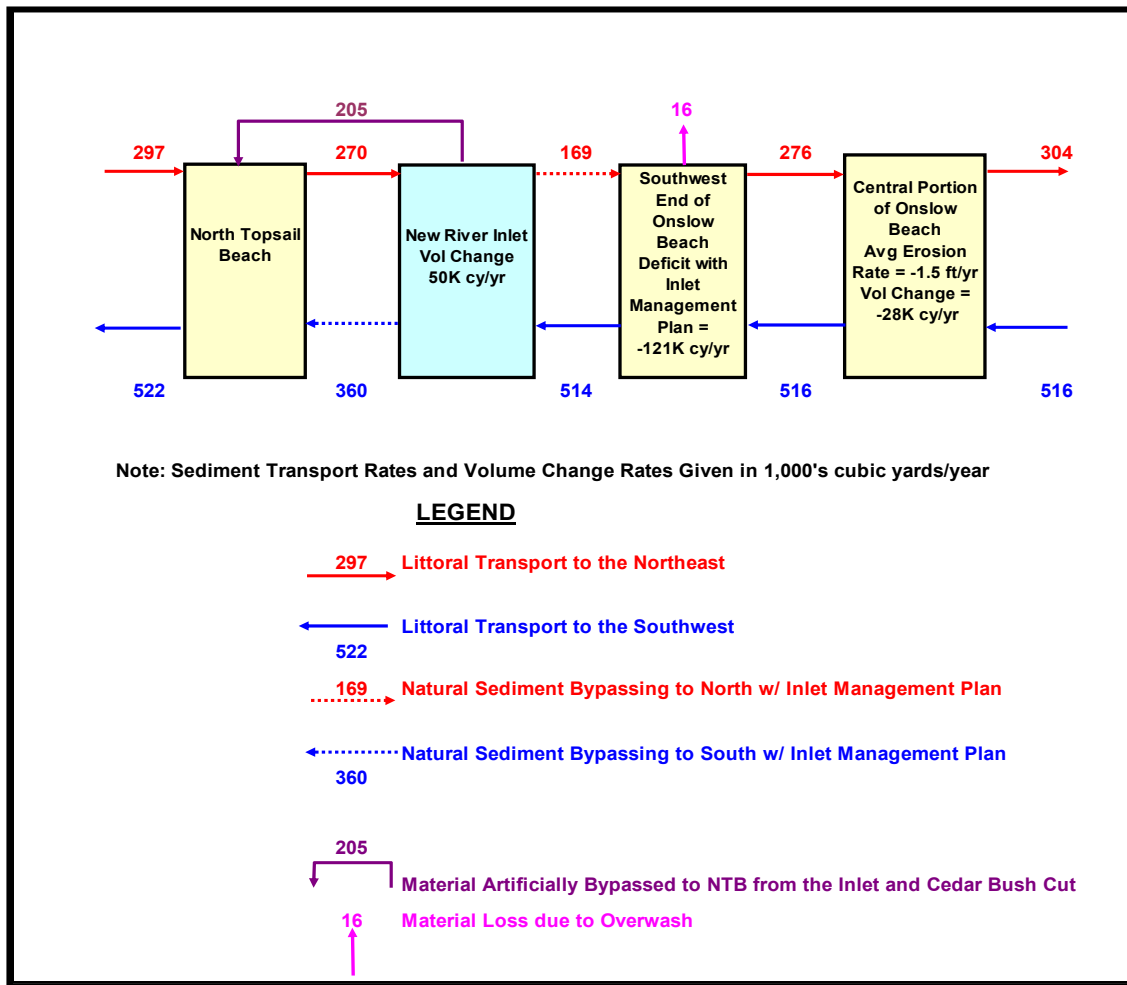 205
16
297
270
169
276
304
North Topsail
Beach
New River Inlet
Vol Change
50K cy/yr
Southwest
End of
Onslow
Beach
Deficit with
Inlet
Management
Plan =
-121K cy/yr
Central Portion
of Onslow
Beach
Avg Erosion
Rate = -1.5 ft/yr
Vol Change =
-28K cy/yr
522
360
514
516
516
Note: Sediment Transport Rates and Volume Change Rates Given in 1,000's cubic yards/year
LEGEND
297
Littoral Transport to the Northeast
Littoral Transport to the Southwest
522
169
Natural Sediment Bypassing to North w/ Inlet Management Plan
Natural Sediment Bypassing to South w/ Inlet Management Plan
360
205
Material Artificially Bypassed to NTB from the Inlet and Cedar Bush Cut
16
Material Loss due to Overwash